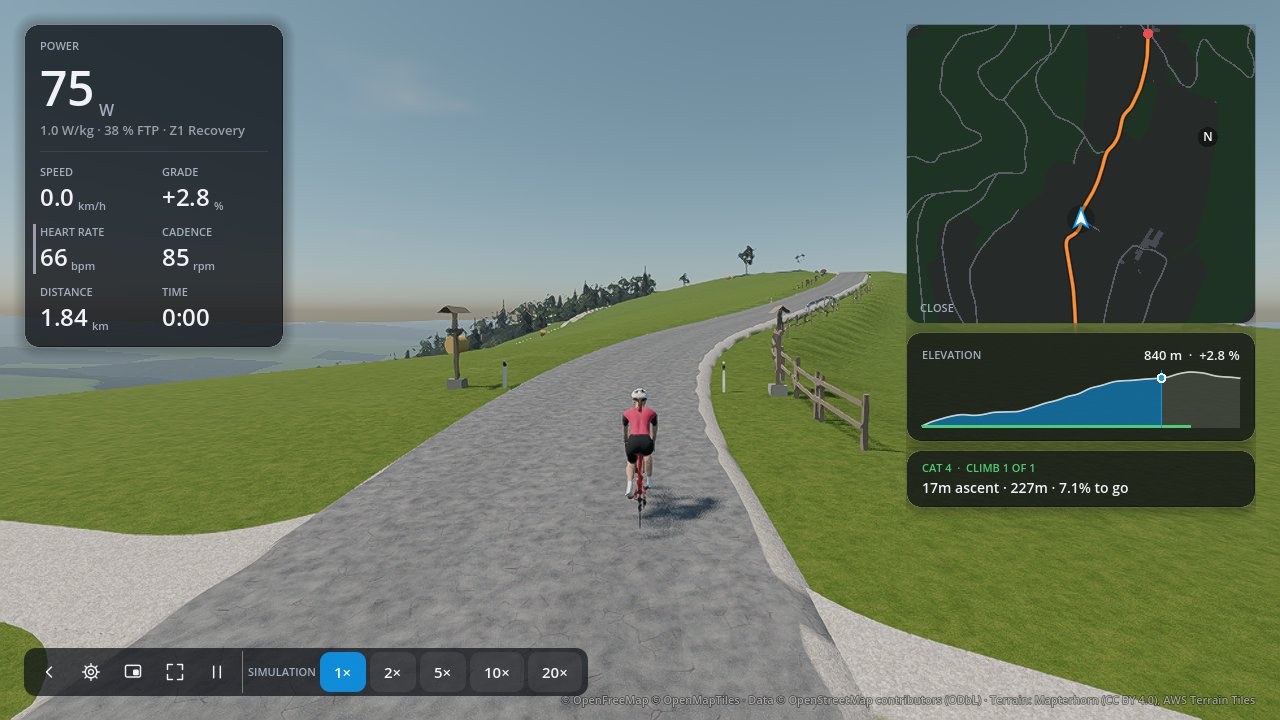 POWER
75 W
1.0 W/kg · 38 % FTP · Z1 Recovery
SPEED GRADE
0.0 km/h +2.8 %
HEART RATE CADENCE
66 bpm 85 rpm
DISTANCE TIME
1.84 km 0:00
N
CLOSE
ELEVATION 840 m · +2.8 %
CAT 4 · CLIMB 1 OF 1
17m ascent · 227m · 7.1% to go
SIMULATION 1× 2× 5× 10× 20×
© OpenFreeMap © OpenMapTiles · Data © OpenStreetMap contributors (ODbL) · Terrain: Mapterhorn (CC BY 4.0), AWS Terrain Tiles